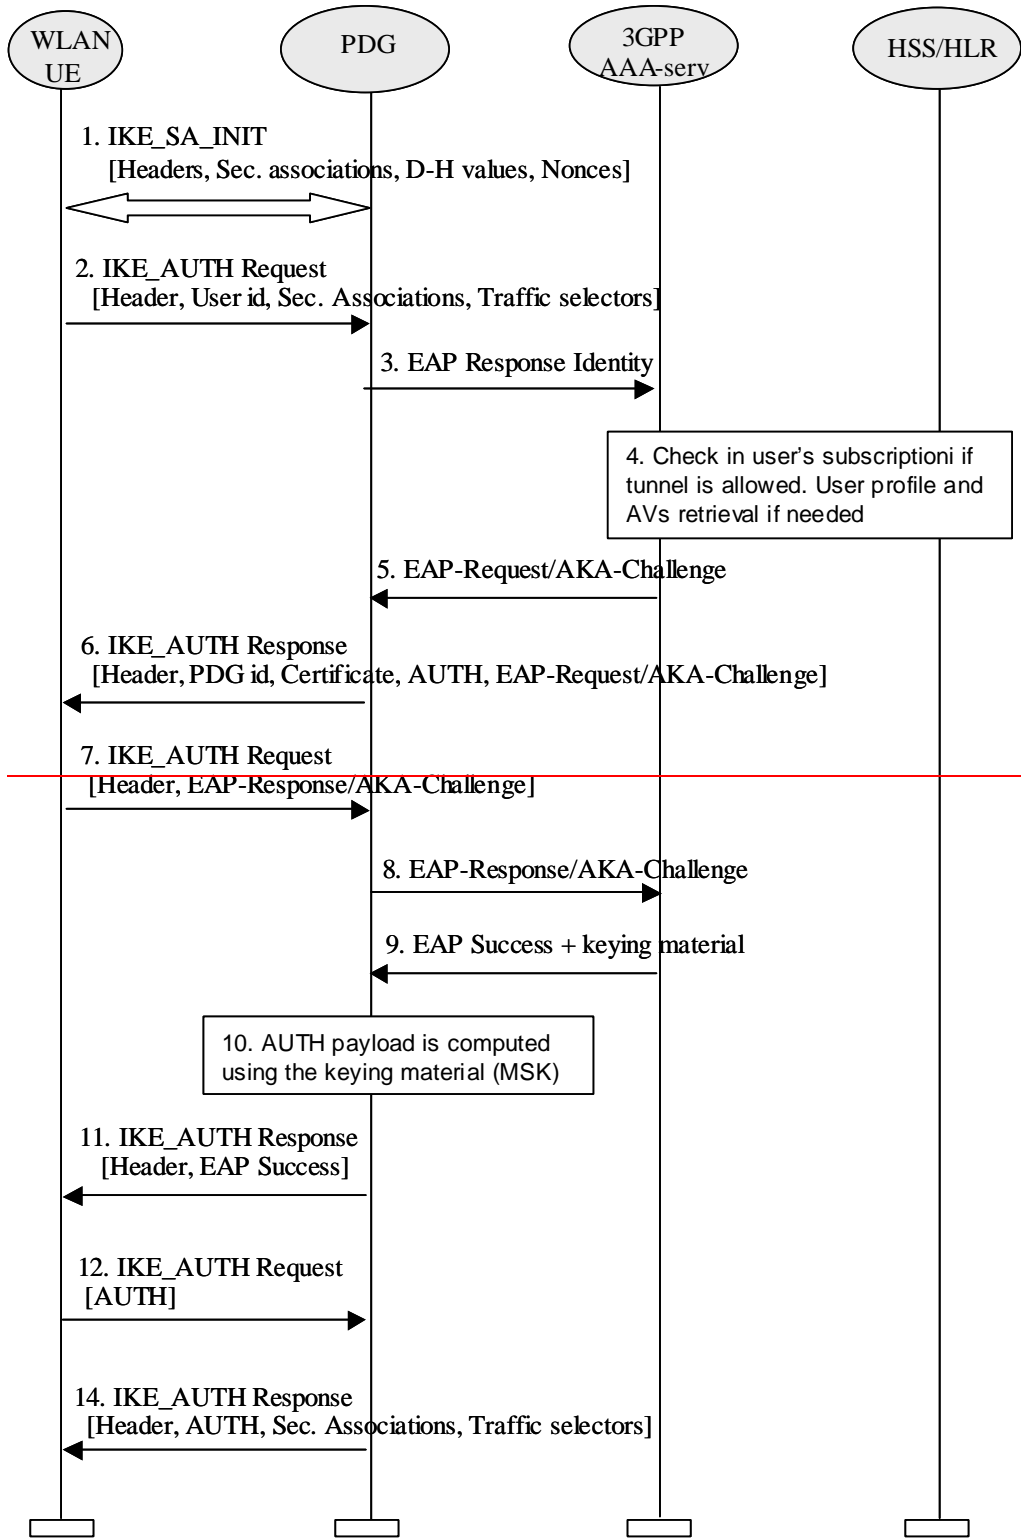 WLAN
UE
PDG
3GPP
AAA-serv
HSS/HLR
1. IKE_SA_INIT
[Headers, Sec. associations, D-H values, Nonces]
2. IKE_AUTH Request
[Header, User id, Sec. Associations, Traffic selectors]
3. EAP Response Identity
4. Check in user's subscriptioni if
tunnel is allowed. User profile and
AVs retrieval if needed
5. EAP-Request/AKA-Challenge
6. IKE_AUTH Response
[Header, PDG id, Certificate, AUTH, EAP-Request/AKA-Challenge]
7. IKE_AUTH Request
[Header, EAP-Response/AKA-Challenge]
8. EAP-Response/AKA-Challenge
9. EAP Success + keying material
10. AUTH payload is computed
using the keying material (MSK)
11. IKE_AUTH Response
[Header, EAP Success]
12. IKE_AUTH Request
[AUTH]
14. IKE_AUTH Response
[Header, AUTH, Sec. Associations, Traffic selectors]